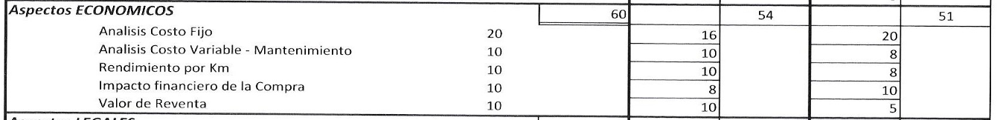 Aspectos ECONOMICOS 60 54 51
Analisis Costo Fijo 20 16 20
Analisis Costo Variable - Mantenimiento 10 10 8
Rendimiento por Km 10 10 8
Impacto financiero de la Compra 10 8 10
Valor de Reventa 10 10 5